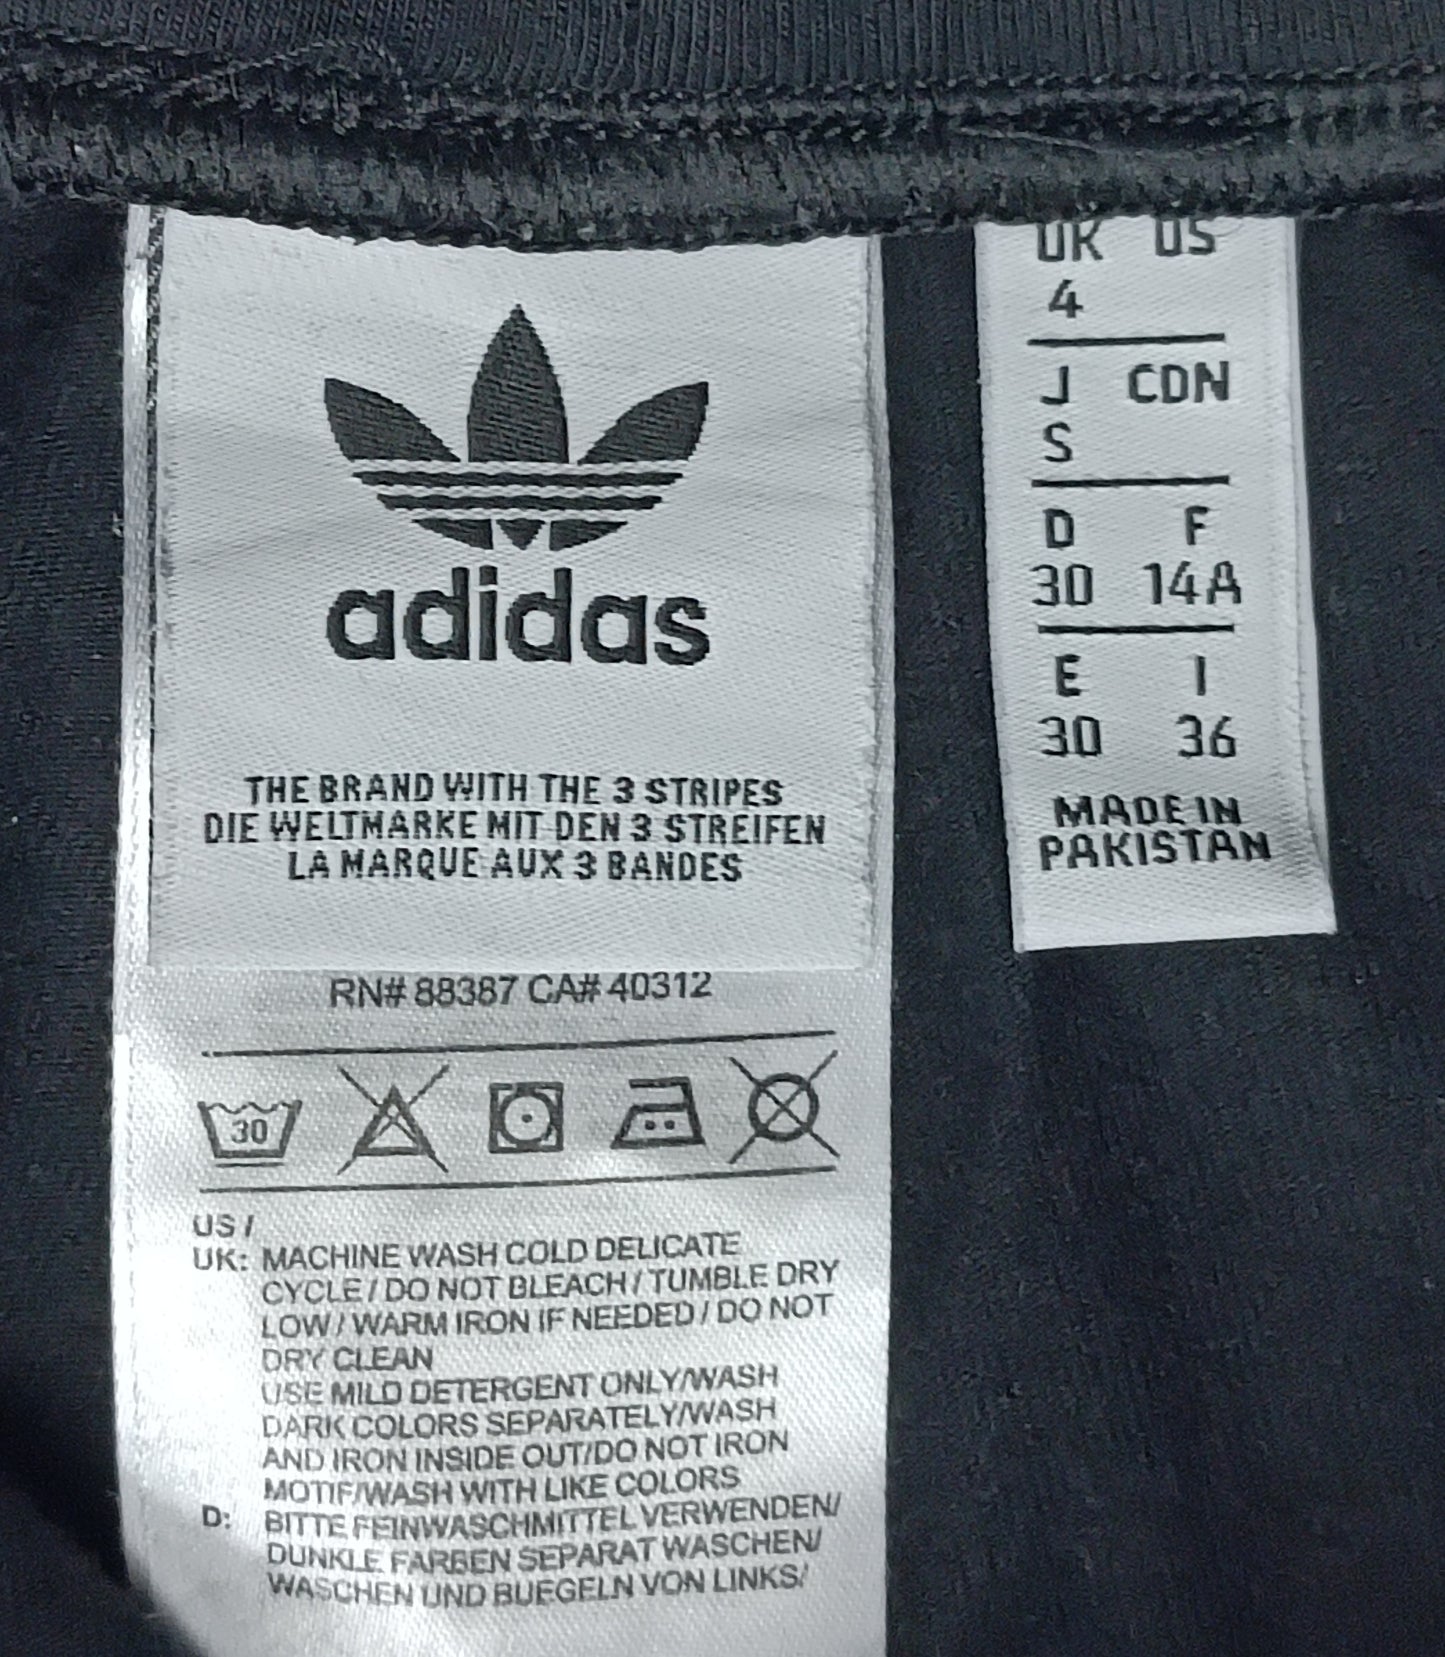 adidas
THE BRAND WITH THE 3 STRIPES
DIE WELTMARKE MIT DEN 3 STREIFEN
LA MARQUE AUX 3 BANDES
RN# 88387 CA# 40312
30
US /
UK: MACHINE WASH COLD DELICATE
CYCLE / DO NOT BLEACH / TUMBLE DRY
LOW / WARM IRON IF NEEDED / DO NOT
DRY CLEAN
USE MILD DETERGENT ONLY/WASH
DARK COLORS SEPARATELY/WASH
AND IRON INSIDE OUT/DO NOT IRON
MOTIF/WASH WITH LIKE COLORS
D: BITTE FEINWASCHMITTEL VERWENDEN/
DUNKLE FARBEN SEPARAT WASCHEN/
WASCHEN UND BUEGELN VON LINKS/
UK US
4
J CDN
S
D F
30 14A
E I
30 36
MADE IN
PAKISTAN